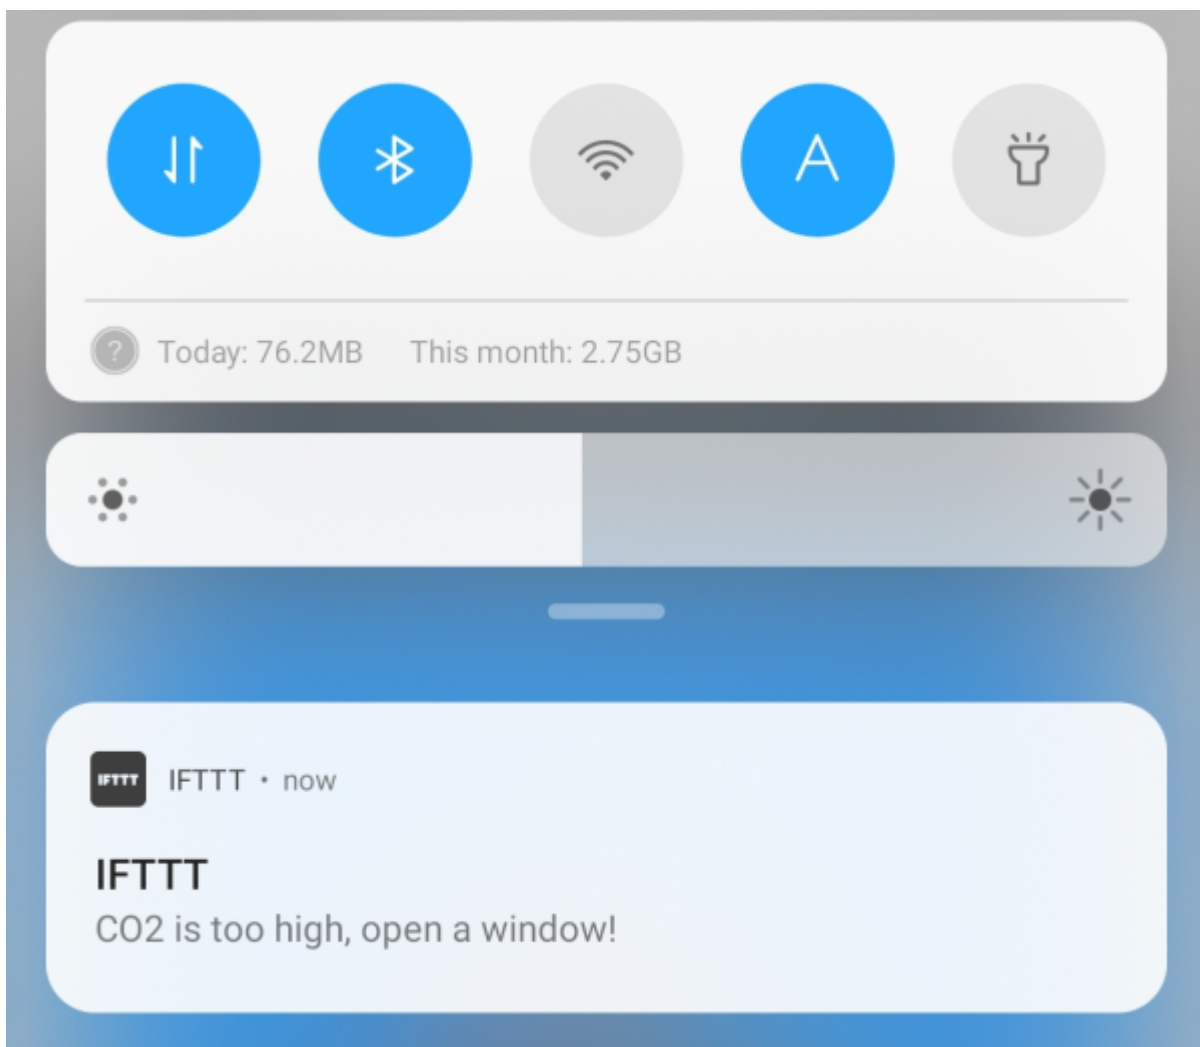 A
? Today: 76.2MB This month: 2.75GB
IFTTT IFTTT • now
IFTTT
CO2 is too high, open a window!